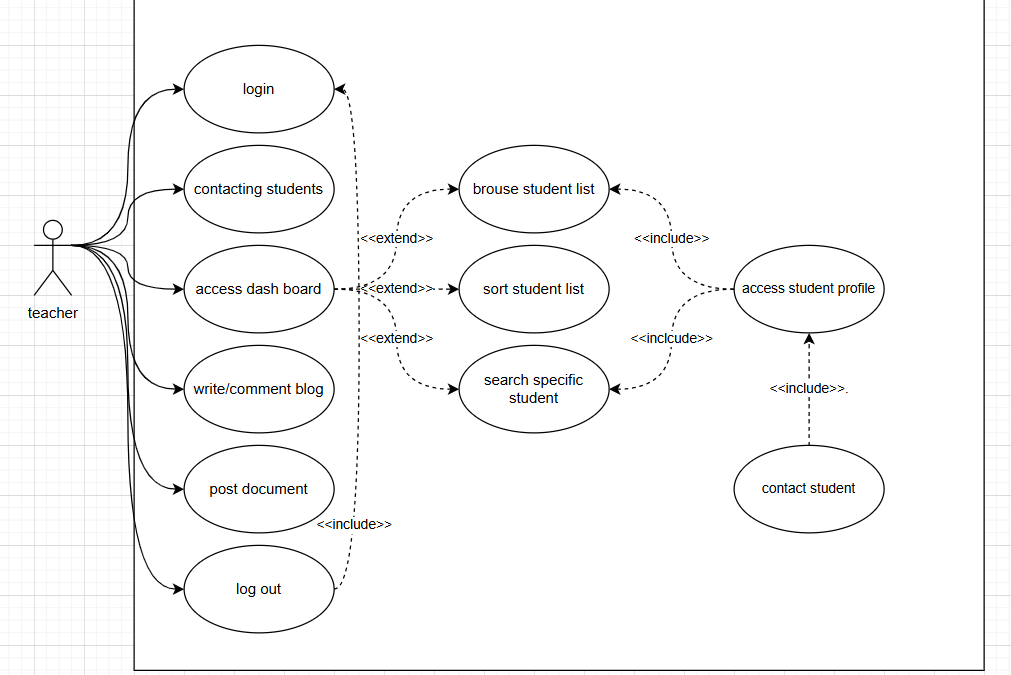 login
contacting students
brouse student list
<<extend>>
<<include>>
access dash board
<<extend>>
sort student list
access student profile
teacher
<<extend>>
<<inlcude>>
write/comment blog
search specific
student
<<include>>.
post document
contact student
<<include>>
log out